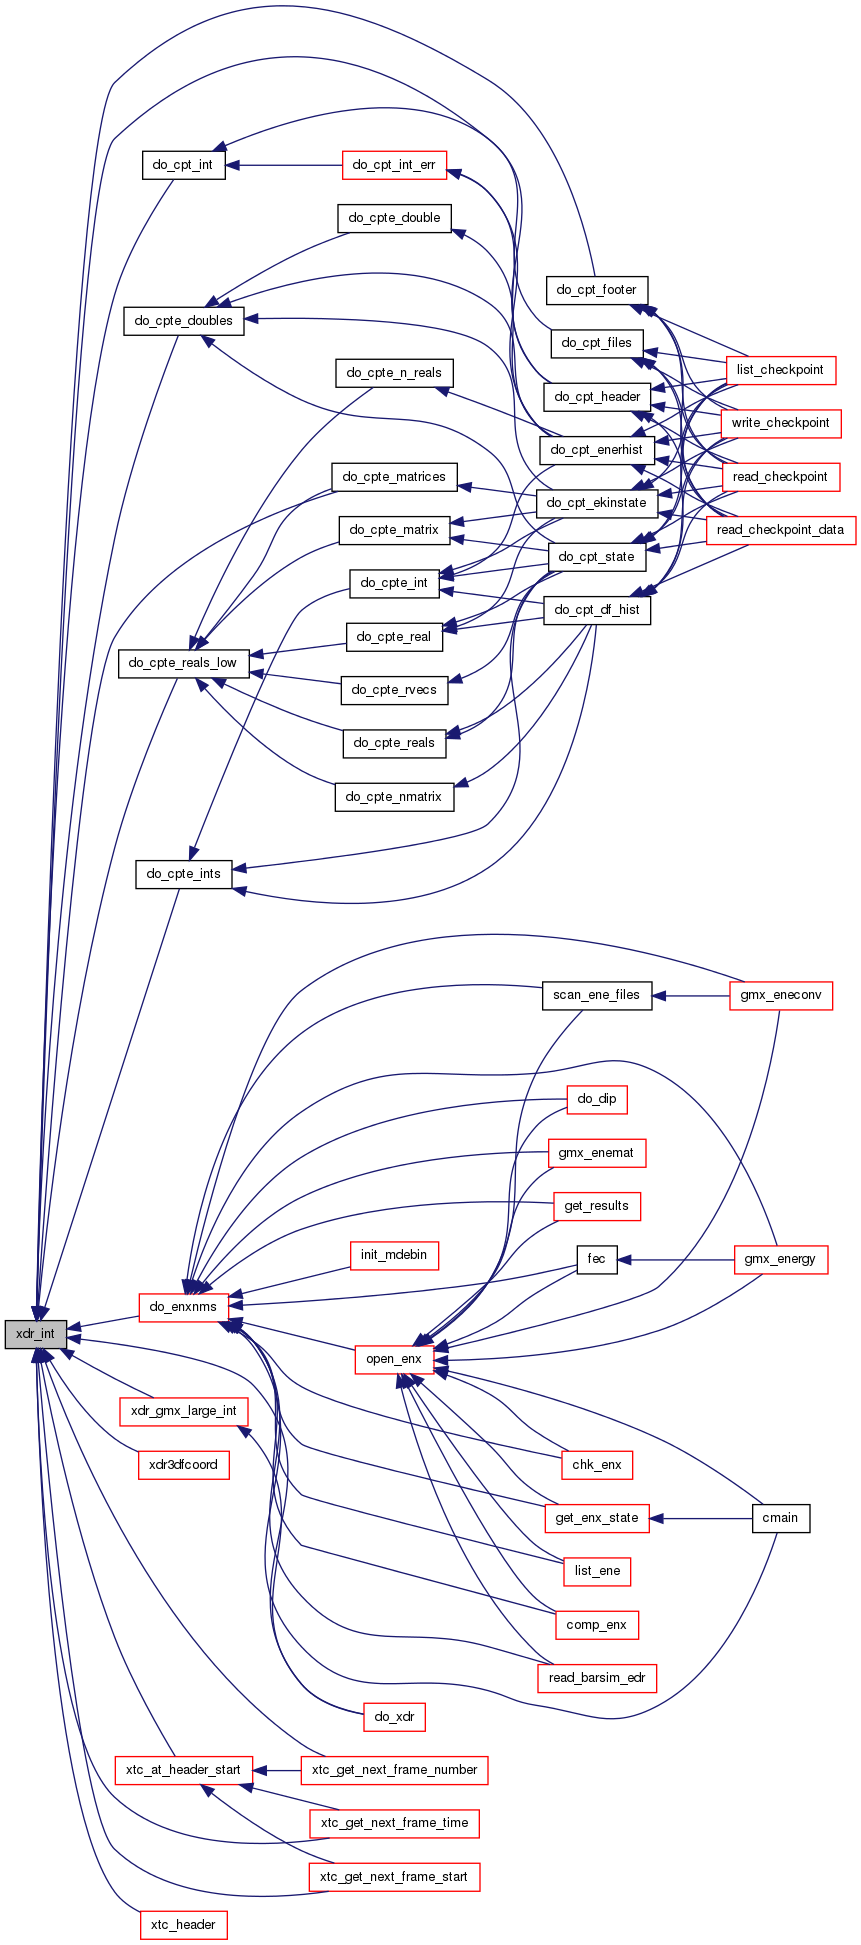 do_cpt_int
do_cpt_int_err
do_cpte_double
do_cpt_footer
do_cpte_doubles
do_cpt_files
do_cpte_n_reals
list_checkpoint
do_cpt_header
write_checkpoint
do_cpt_enerhist
do_cpte_matrices
read_checkpoint
do_cpt_ekinstate
do_cpte_matrix
read_checkpoint_data
do_cpt_state
do_cpte_int
do_cpt_df_hist
do_cpte_real
do_cpte_reals_low
do_cpte_rvecs
do_cpte_reals
do_cpte_nmatrix
do_cpte_ints
scan_ene_files
gmx_eneconv
do_dip
gmx_enemat
get_results
init_mdebin
fec
gmx_energy
do_enxnms
xdr_int
open_enx
xdr_gmx_large_int
xdr3dfcoord
chk_enx
get_enx_state
cmain
list_ene
comp_enx
read_barsim_edr
do_xdr
xtc_at_header_start
xtc_get_next_frame_number
xtc_get_next_frame_time
xtc_get_next_frame_start
xtc_header